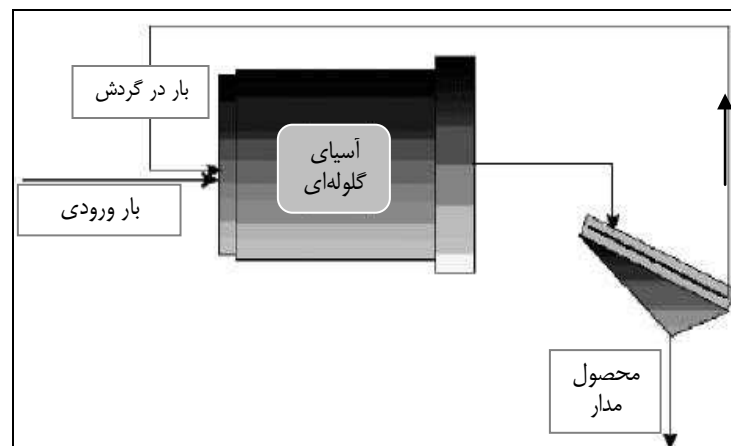 بار در گردش
آسیای
گلوله‌ای
بار ورودی
محصول
مدار